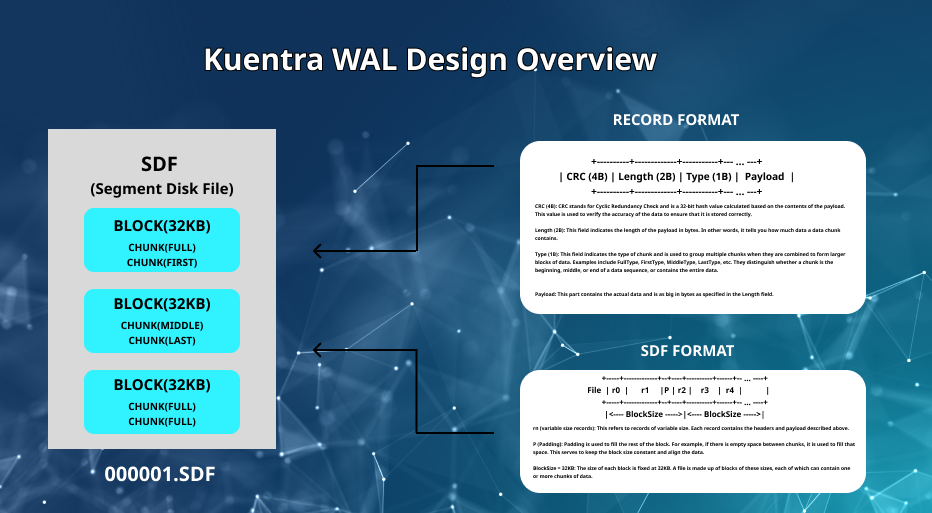 Kuentra WAL Design Overview
SDF
(Segment Disk File)
BLOCK(32KB)
CHUNK(FULL)
CHUNK(FIRST)
BLOCK(32KB)
CHUNK(MIDDLE)
CHUNK(LAST)
BLOCK(32KB)
CHUNK(FULL)
CHUNK(FULL)
000001.SDF
RECORD FORMAT
+----------+-------------+-----------+--- ... ---+
| CRC (4B) | Length (2B) | Type (1B) | Payload |
+----------+-------------+-----------+--- ... ---+
CRC (4B): CRC stands for Cyclic Redundancy Check and is a 32-bit hash value calculated based on the contents of the payload.
This value is used to verify the accuracy of the data to ensure that it is stored correctly.
Length (2B): This field indicates the length of the payload in bytes. In other words, it tells you how much data a data chunk
contains.
Type (1B): This field indicates the type of chunk and is used to group multiple chunks when they are combined to form larger
blocks of data. Examples include FullType, FirstType, MiddleType, LastType, etc. They distinguish whether a chunk is the
beginning, middle, or end of a data sequence, or contains the entire data.
Payload: This part contains the actual data and is as big in bytes as specified in the Length field.
SDF FORMAT
+-----+-------------+--+----+----------+------+-- ... ----+
File | r0 | r1 |P | r2 | r3 | r4 | |
+-----+-------------+--+----+----------+------+-- ... ----+
|<---- BlockSize ----->|<---- BlockSize ----->|
rn (variable size records): This refers to records of variable size. Each record contains the headers and payload described above.
P (Padding): Padding is used to fill the rest of the block. For example, if there is empty space between chunks, it is used to fill that
space. This serves to keep the block size constant and align the data.
BlockSize = 32KB: The size of each block is fixed at 32KB. A file is made up of blocks of these sizes, each of which can contain one
or more chunks of data.